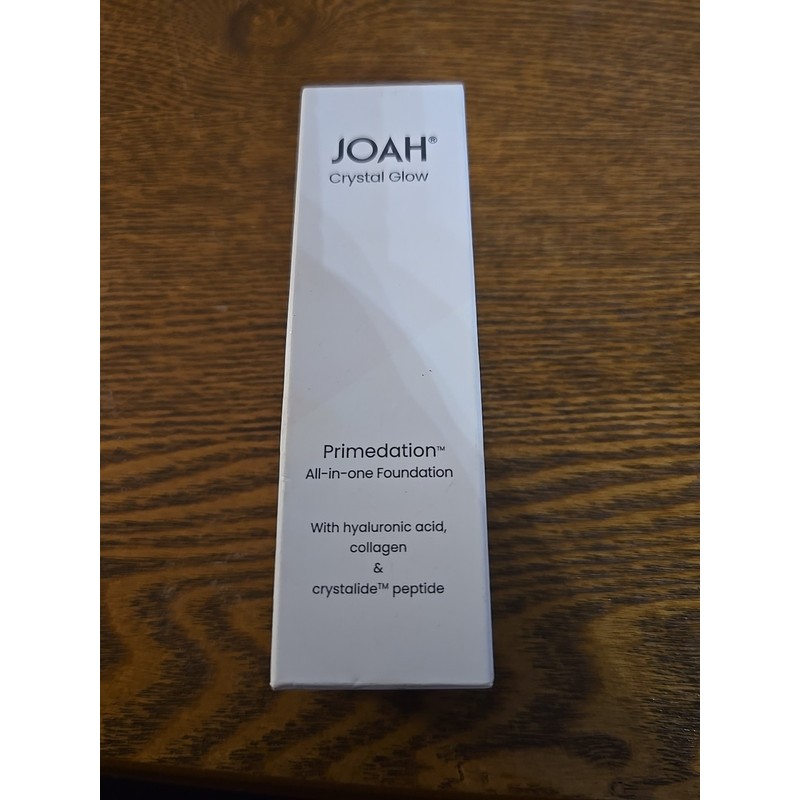 JOAH®
Crystal Glow
Primedation™
All-in-one Foundation
With hyaluronic acid,
collagen
&
crystalide™ peptide